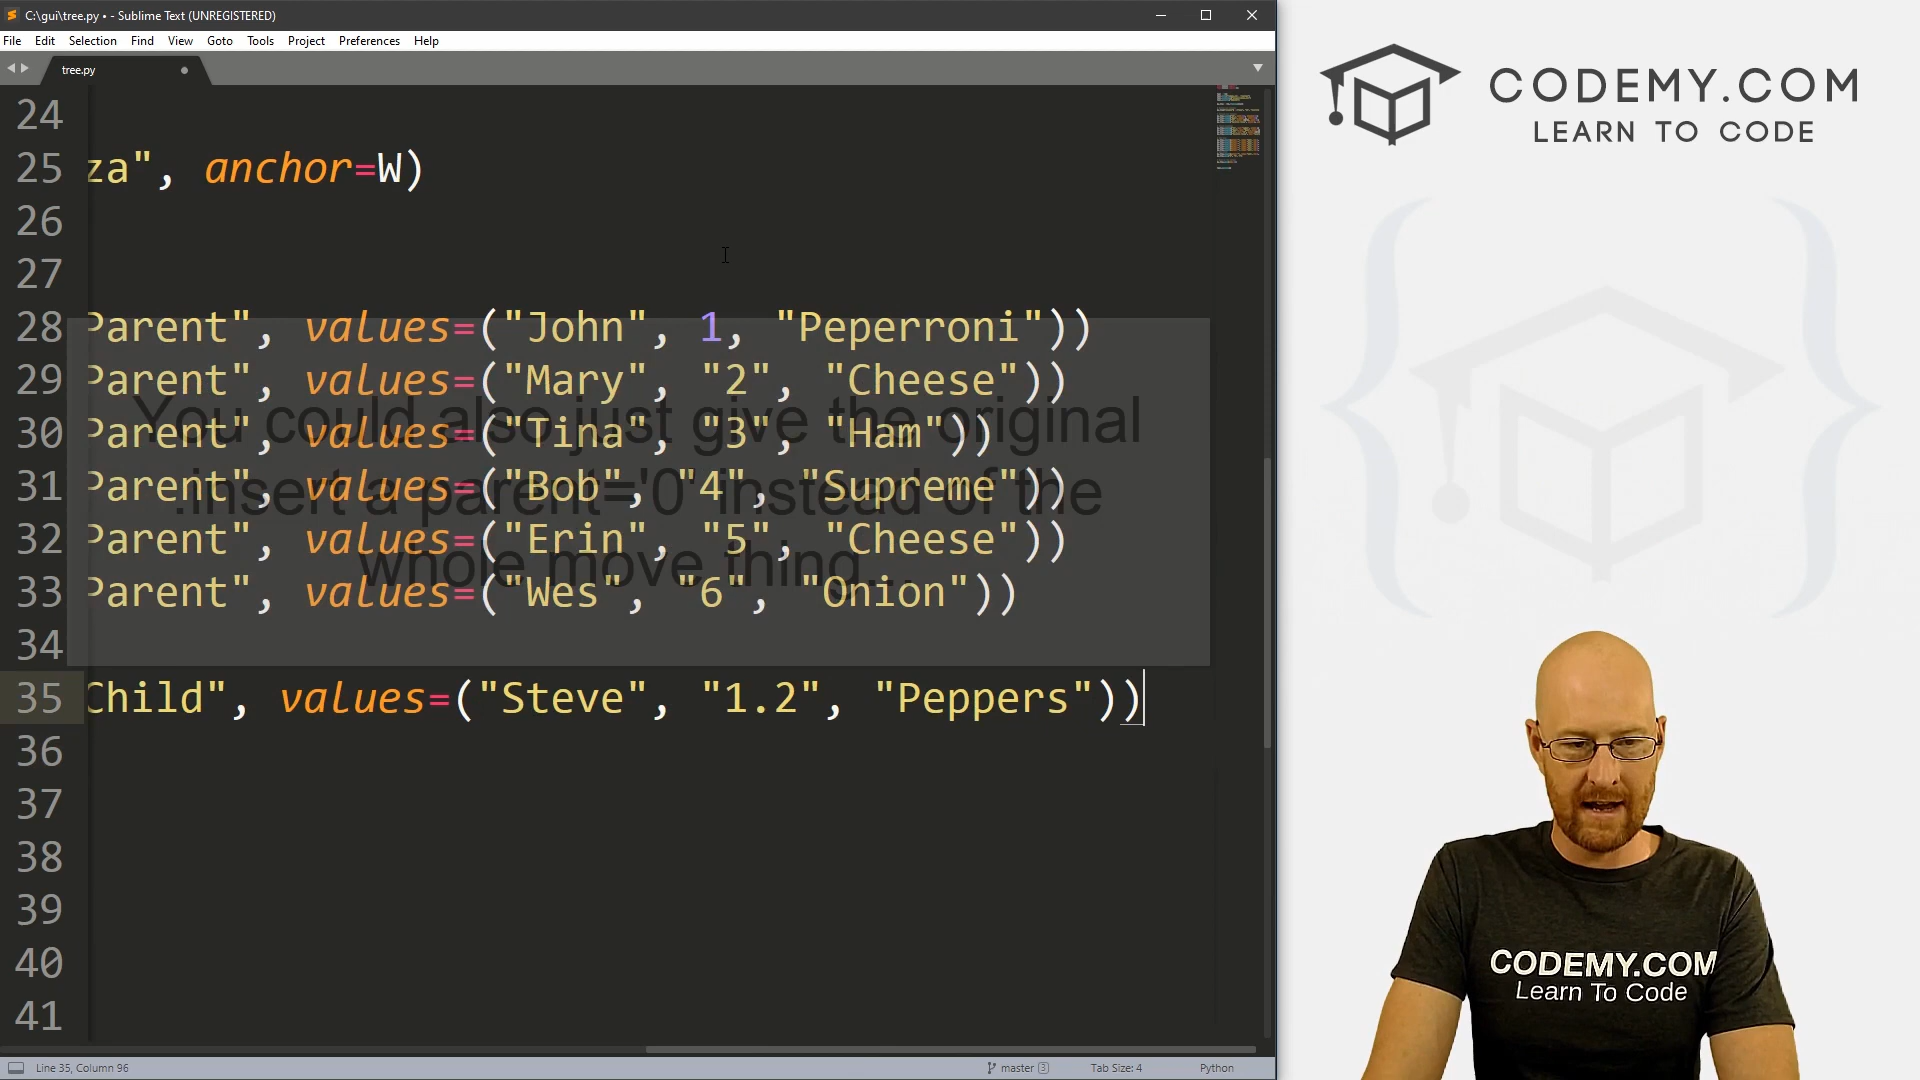 C:\gui\tree.py • - Sublime Text (UNREGISTERED)
File Edit Selection Find View Goto Tools Project Preferences Help
tree.py
24
25 za", anchor=W)
26
27
28 Parent", values=("John", 1, "Peperroni"))
29 Parent", values=("Mary", "2", "Cheese"))
30 Parent", values=("Tina", "3", "Ham"))
31 Parent", values=("Bob", "4", "Supreme"))
32 Parent", values=("Erin", "5", "Cheese"))
33 Parent", values=("Wes", "6", "Onion"))
34
35 Child", values=("Steve", "1.2", "Peppers"))
36
37
38
39
40
41
You could also just give the original
.insert a parent='0' instead of the
whole move thing...
Line 35, Column 96
master 3
Tab Size: 4
Python
CODEMY.COM
LEARN TO CODE
CODEMY.COM
Learn To Code